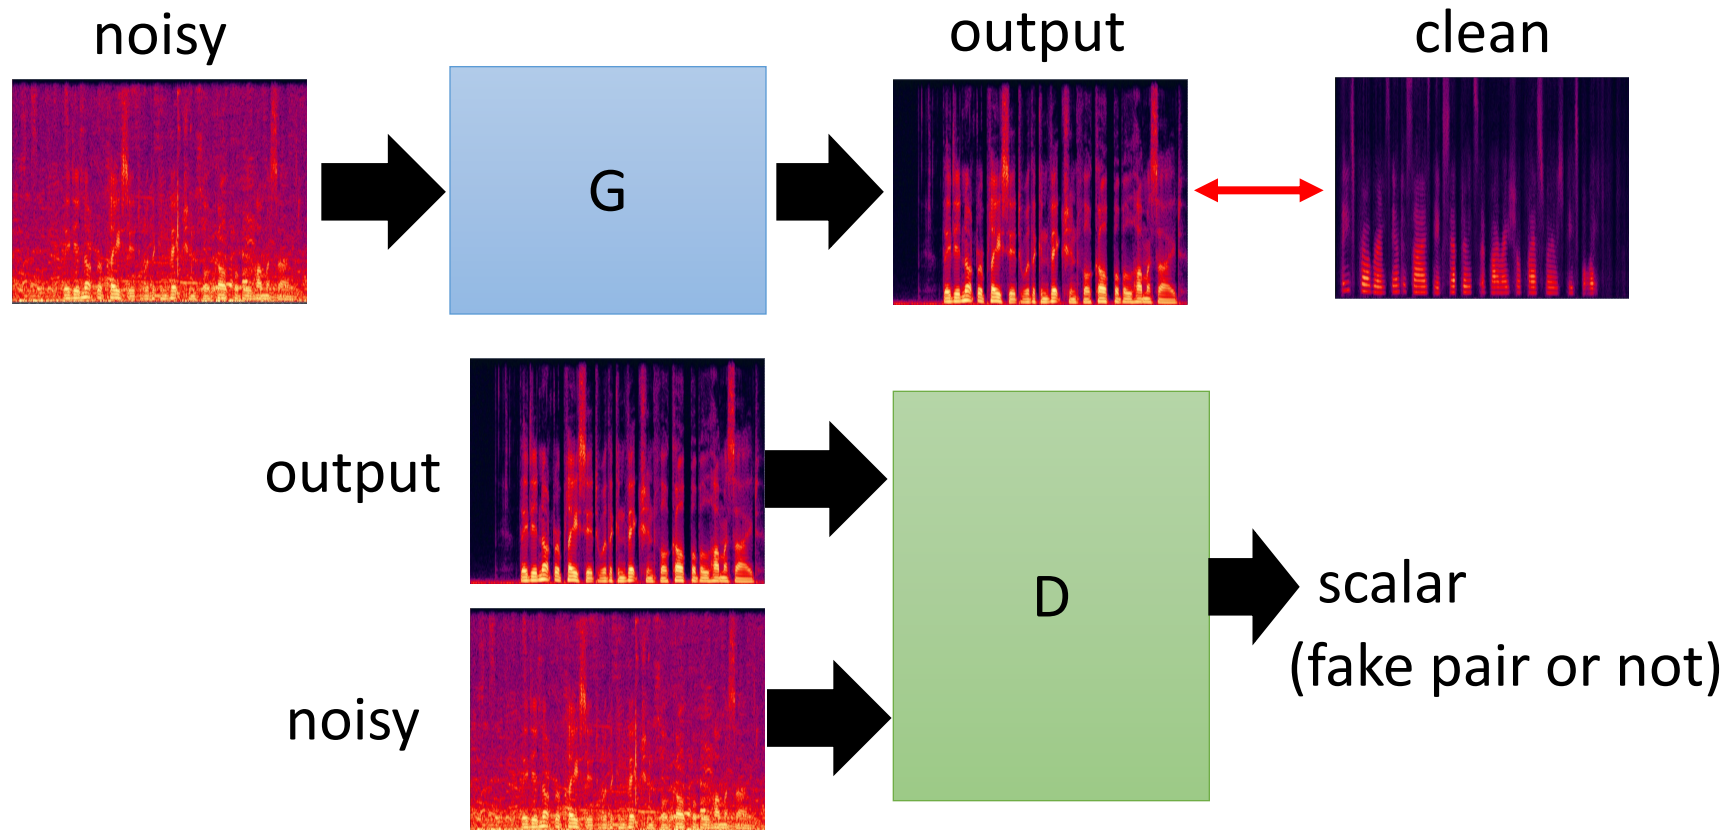 noisy
output
clean
G
output
D
scalar
(fake pair or not)
noisy